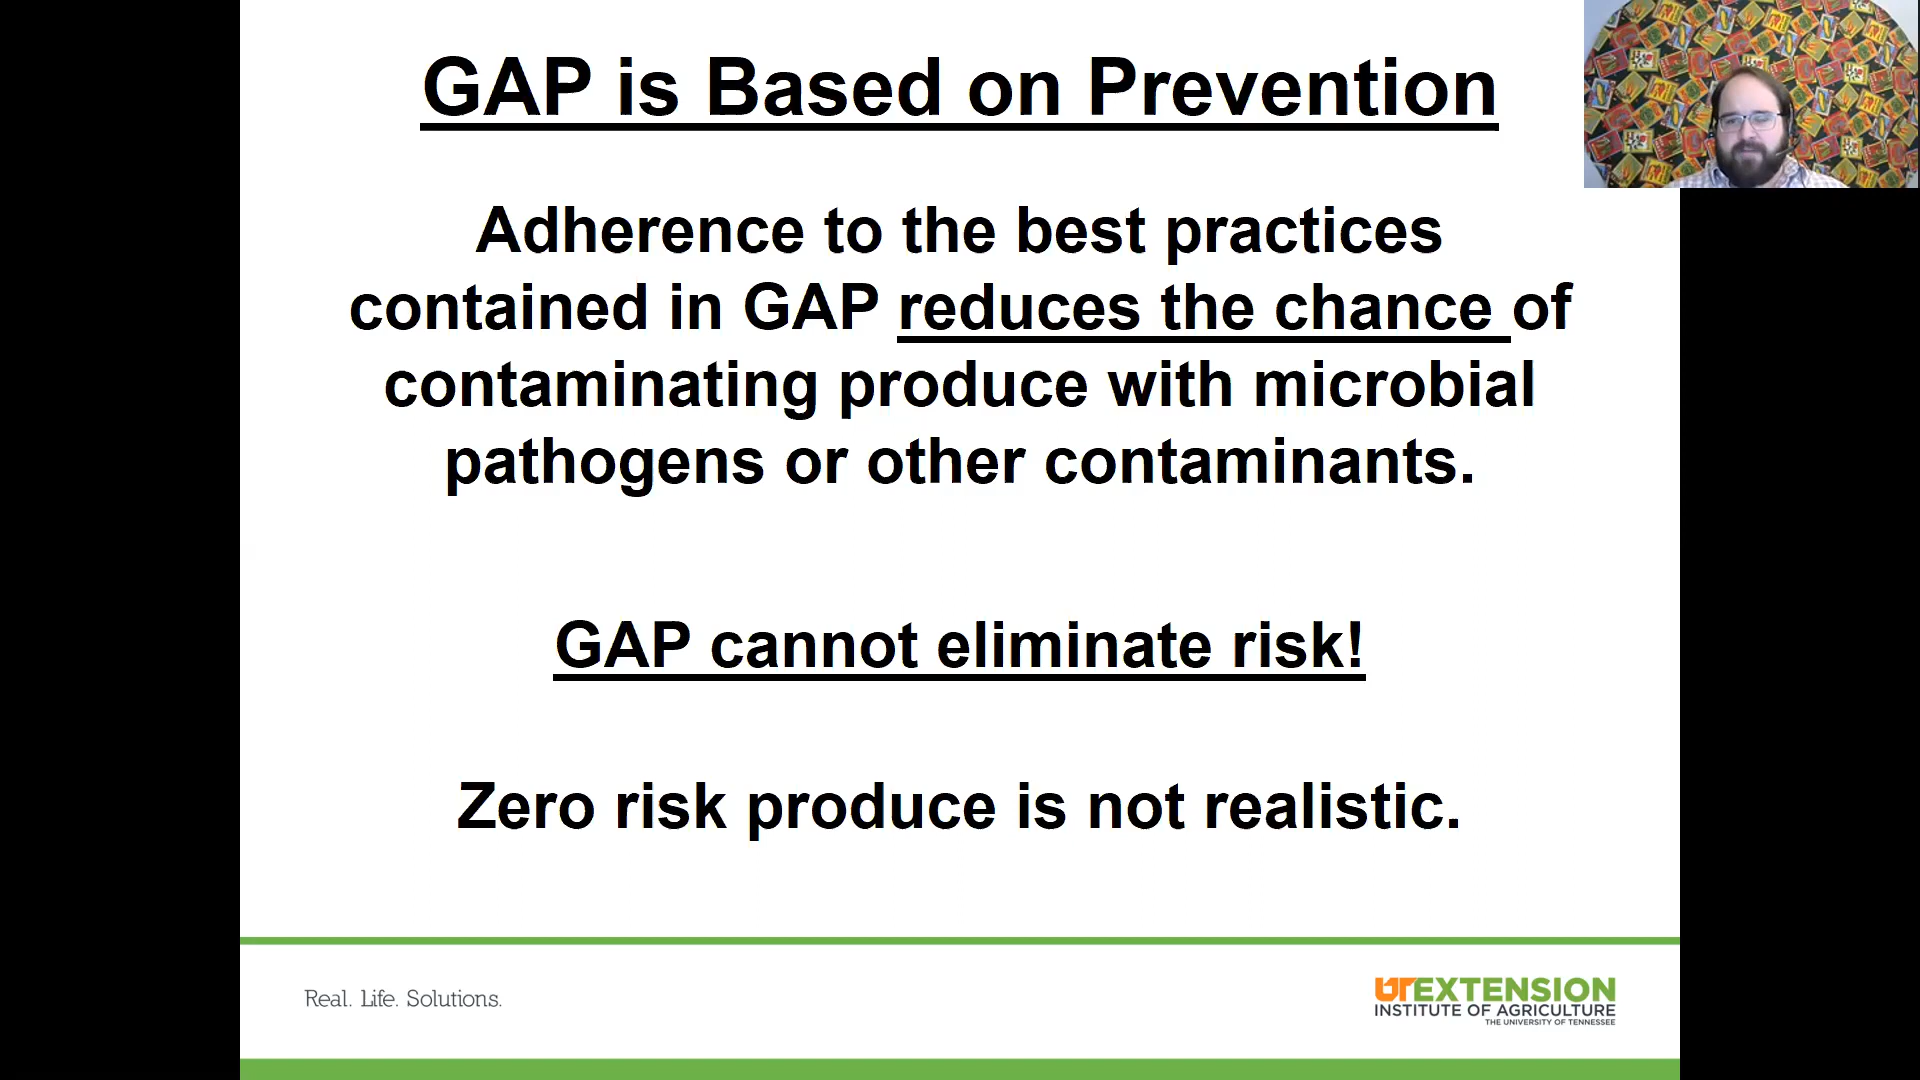 GAP is Based on Prevention
Adherence to the best practices
contained in GAP reduces the chance of
contaminating produce with microbial
pathogens or other contaminants.
GAP cannot eliminate risk!
Zero risk produce is not realistic.
Real. Life. Solutions.
UT EXTENSION
INSTITUTE OF AGRICULTURE
THE UNIVERSITY OF TENNESSEE